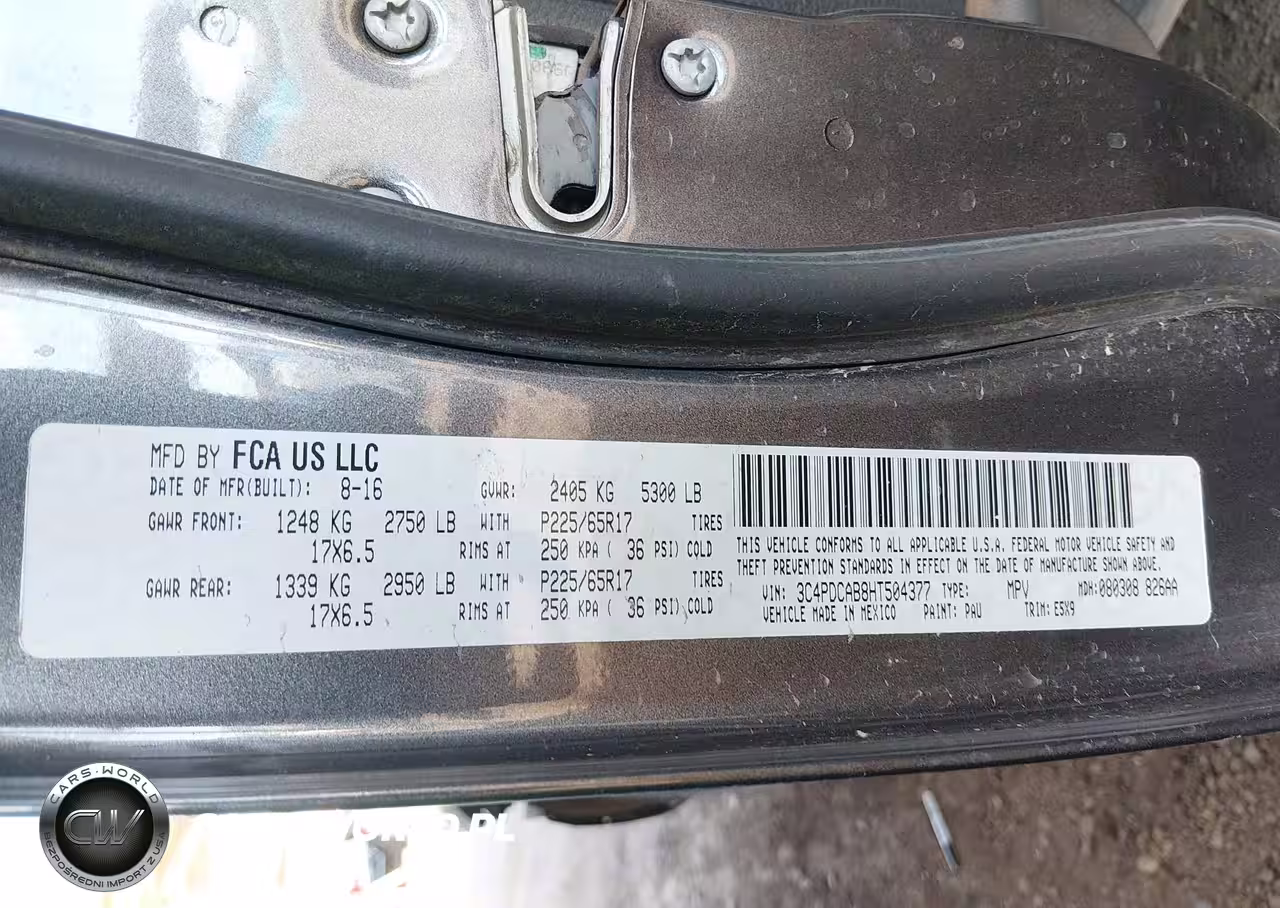 MFD BY FCA US LLC
DATE OF MFR(BUILT): 8-16 GVWR: 2405 KG 5300 LB
GAWR FRONT: 1248 KG 2750 LB WITH P225/65R17 TIRES
17X6.5 RIMS AT 250 KPA ( 36 PSI) COLD
GAWR REAR: 1339 KG 2950 LB WITH P225/65R17 TIRES
17X6.5 RIMS AT 250 KPA ( 36 PSI) COLD
THIS VEHICLE CONFORMS TO ALL APPLICABLE U.S.A. FEDERAL MOTOR VEHICLE SAFETY AND
THEFT PREVENTION STANDARDS IN EFFECT ON THE DATE OF MANUFACTURE SHOWN ABOVE.
VIN: 3C4PDCAB8HT504377 TYPE: MPV MDH:080308 826AA
VEHICLE MADE IN MEXICO PAINT: PAU TRIM: E5X9
CARS-WORLD
CW
BEZPOŚREDNI IMPORT Z USA